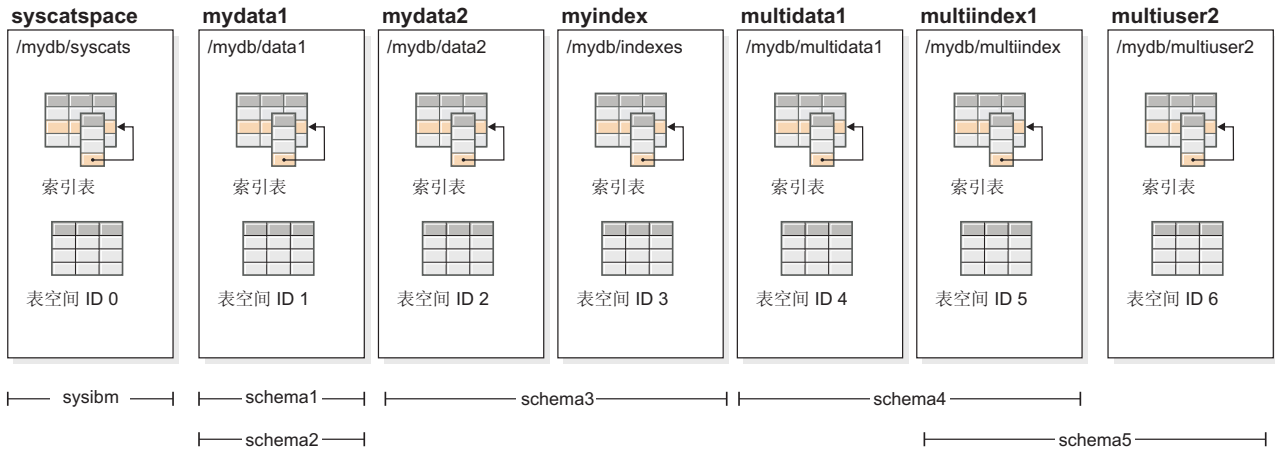 syscatspace
mydata1
mydata2
myindex
multidata1
multiindex1
multiuser2
/mydb/syscats
/mydb/data1
/mydb/data2
/mydb/indexes
/mydb/multidata1
/mydb/multiindex
/mydb/multiuser2
索引表
索引表
索引表
索引表
索引表
索引表
索引表
表空间 ID 0
表空间 ID 1
表空间 ID 2
表空间 ID 3
表空间 ID 4
表空间 ID 5
表空间 ID 6
sysibm
schema1
schema3
schema4
schema2
schema5